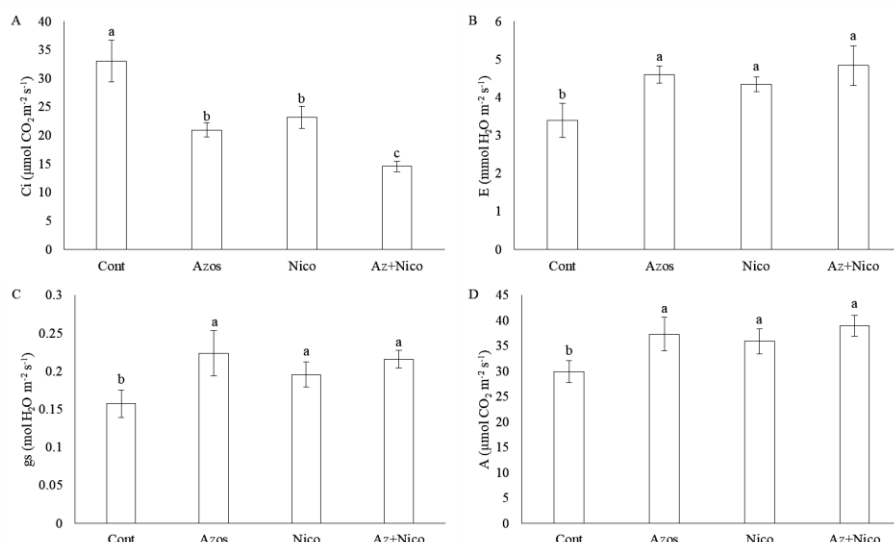 A
Ci (μmol CO₂ m⁻² s⁻¹)
40
35
30
25
20
15
10
5
0
a
b
b
c
Cont Azos Nico Az+Nico
B
E (mmol H₂O m⁻² s⁻¹)
6
5
4
3
2
1
0
b
a
a
a
Cont Azos Nico Az+Nico
C
gs (mol H₂O m⁻² s⁻¹)
0.3
0.25
0.2
0.15
0.1
0.05
0
b
a
a
a
Cont Azos Nico Az+Nico
D
A (μmol CO₂ m⁻² s⁻¹)
45
40
35
30
25
20
15
10
5
0
b
a
a
a
Cont Azos Nico Az+Nico